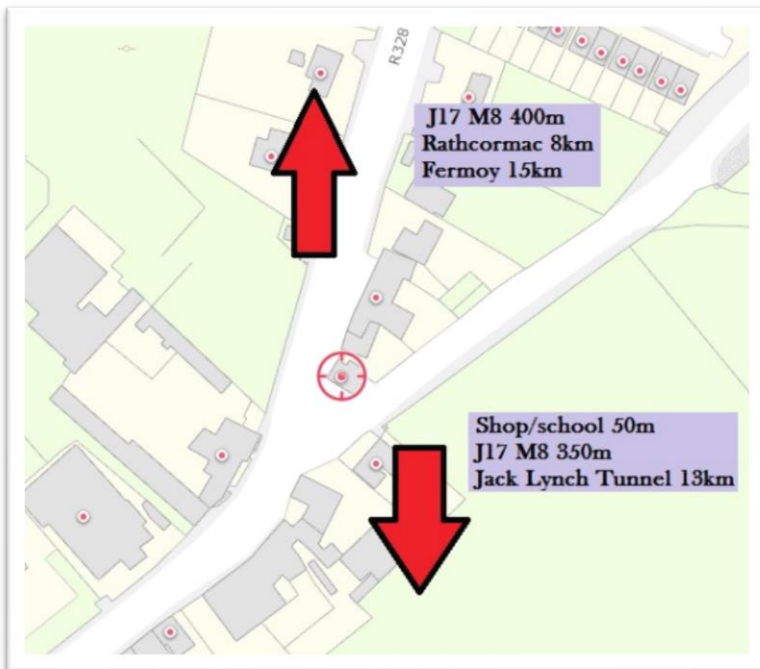 R328
J17 M8 400m
Rathcormac 8km
Fermoy 15km
Shop/school 50m
J17 M8 350m
Jack Lynch Tunnel 13km